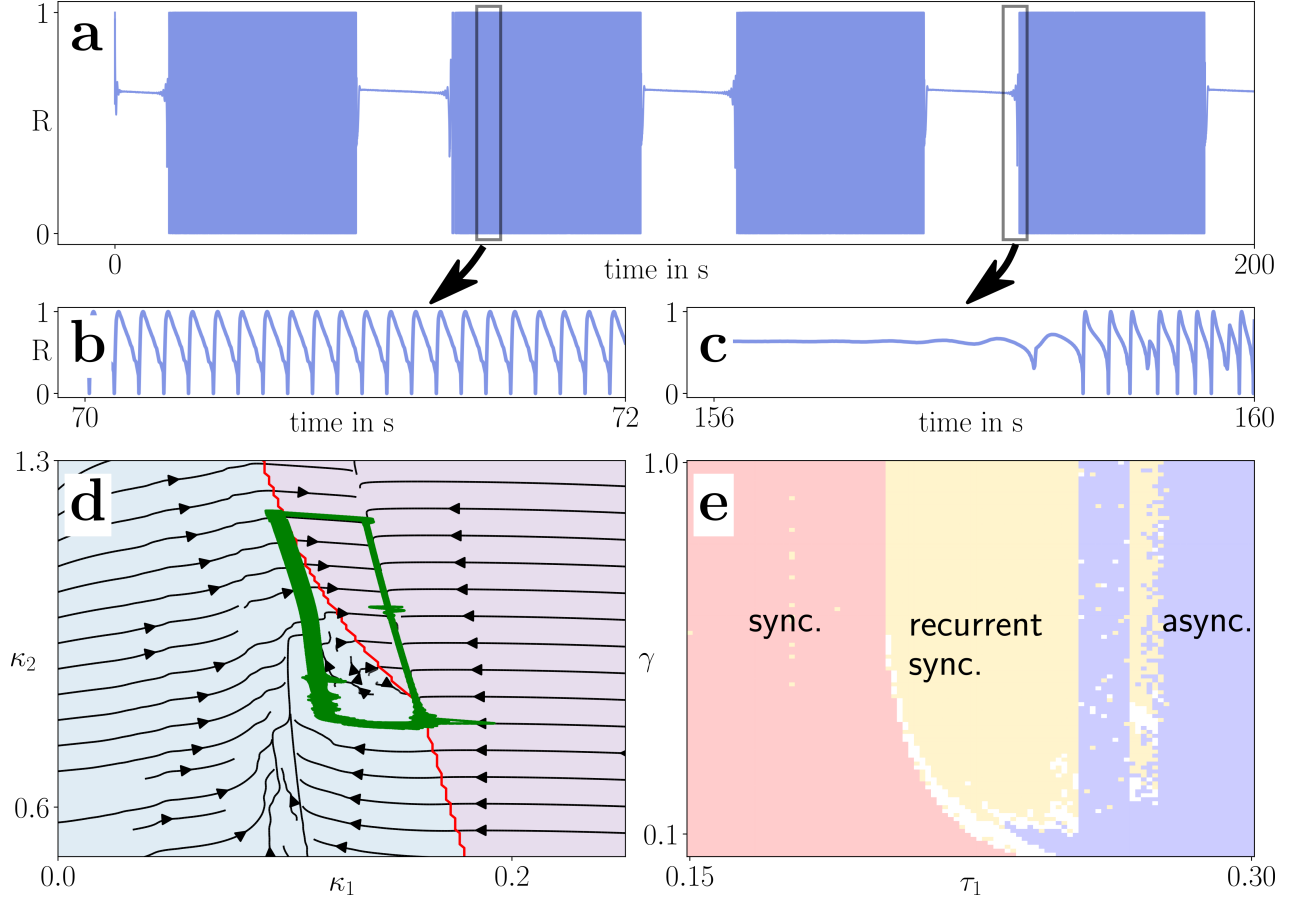 1
a
R
0
0
time in s
200
1
b
R
0
70
time in s
72
1
c
0
156
time in s
160
1.3
d
κ₂
0.6
0.0
κ₁
0.2
1.0
e
sync.
recurrent
sync.
async.
γ
0.1
0.15
τ₁
0.30